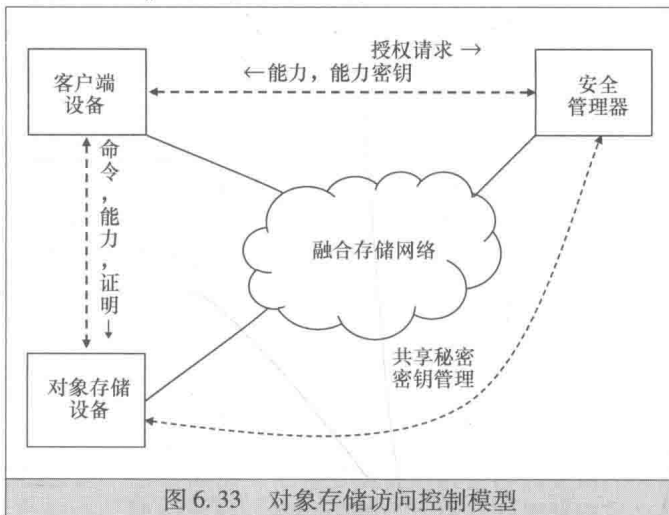 授权请求 →
←能力，能力密钥
客户端
设备
安全
管理器
命令，能力，证明→
融合存储网络
共享秘密
密钥管理
对象存储
设备
图 6.33 对象存储访问控制模型